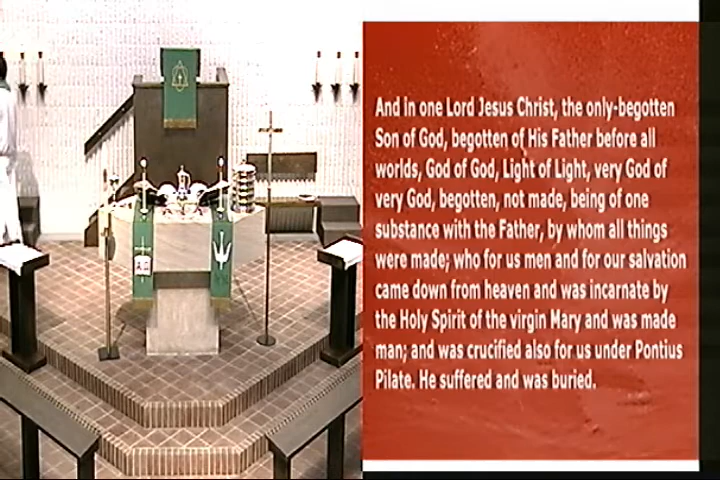 And in one Lord Jesus Christ, the only-begotten
Son of God, begotten of His Father before all
worlds, God of God, Light of Light, very God of
very God, begotten, not made, being of one
substance with the Father, by whom all things
were made; who for us men and for our salvation
came down from heaven and was incarnate by
the Holy Spirit of the virgin Mary and was made
man; and was crucified also for us under Pontius
Pilate. He suffered and was buried.